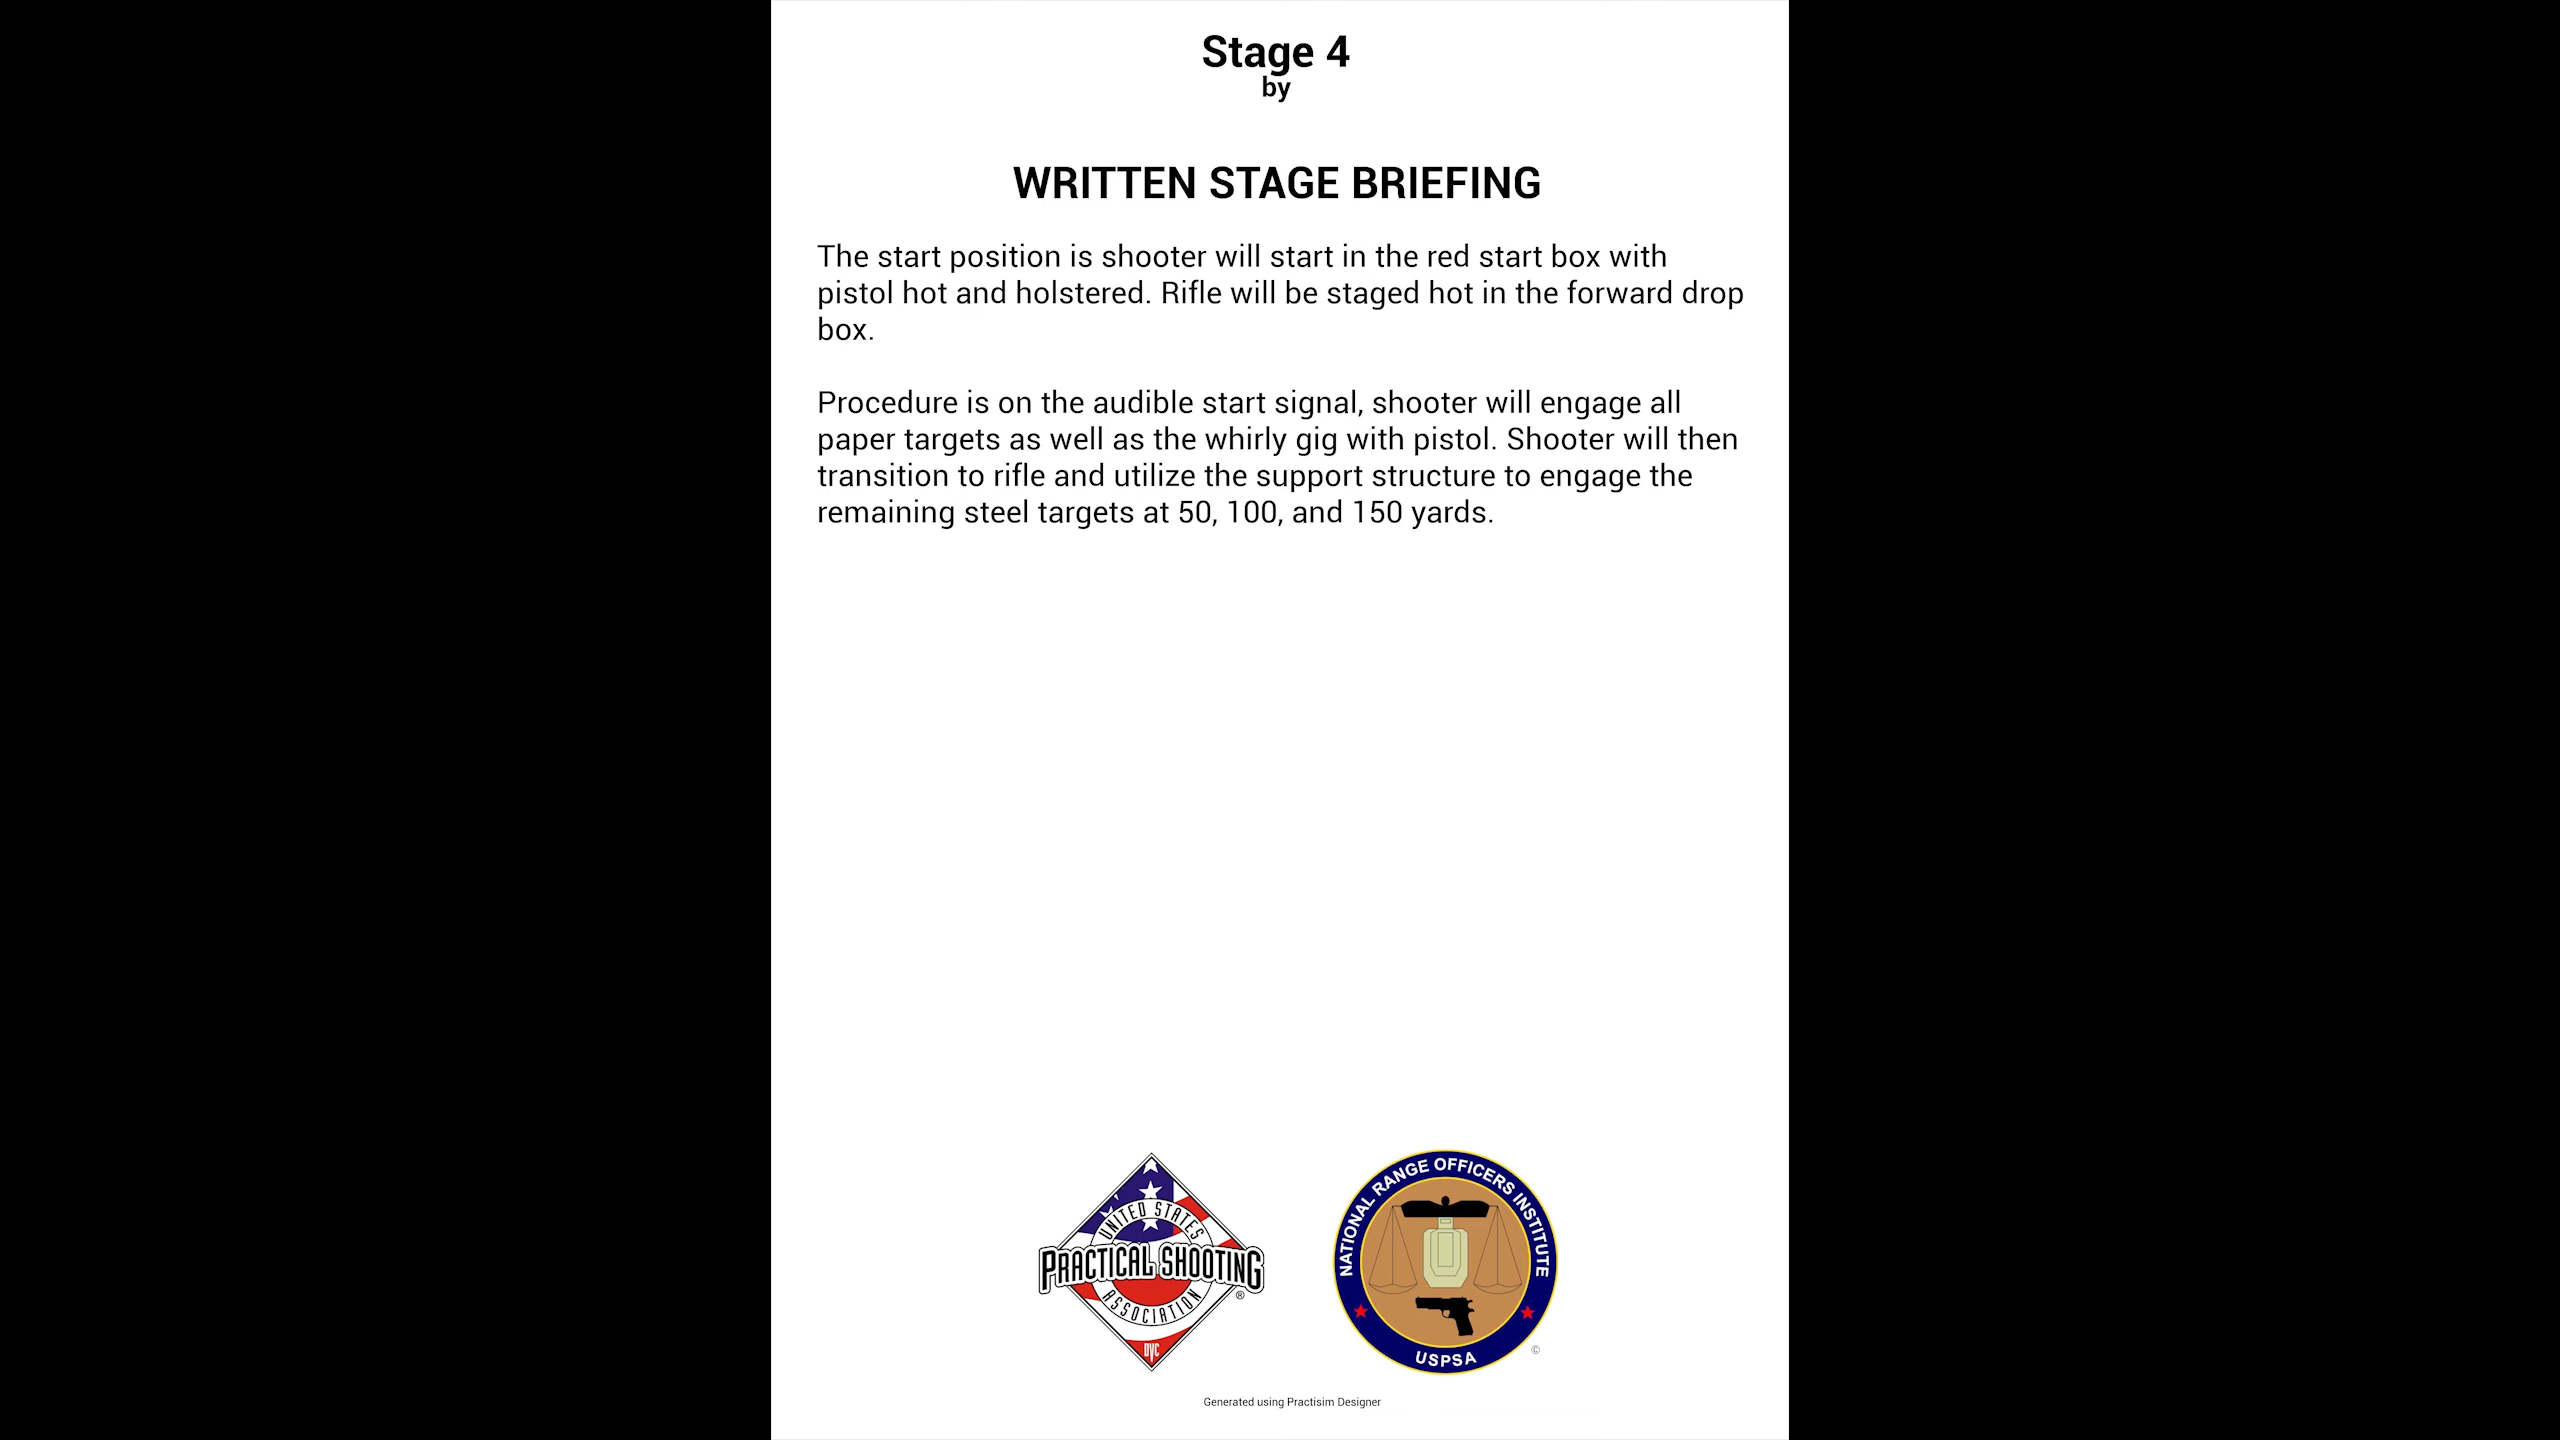 Stage 4
by
WRITTEN STAGE BRIEFING
The start position is shooter will start in the red start box with
pistol hot and holstered. Rifle will be staged hot in the forward drop
box.
Procedure is on the audible start signal, shooter will engage all
paper targets as well as the whirly gig with pistol. Shooter will then
transition to rifle and utilize the support structure to engage the
remaining steel targets at 50, 100, and 150 yards.
UNITED STATES
PRACTICAL SHOOTING
®
ASSOCIATION
DVC
NATIONAL RANGE OFFICERS INSTITUTE
USPSA
©
Generated using Practisim Designer